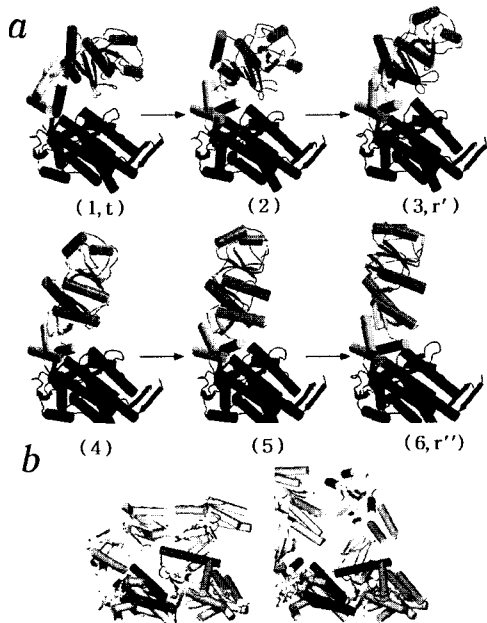 a
(1, t) (2) (3, r')
(4) (5) (6, r'')
b